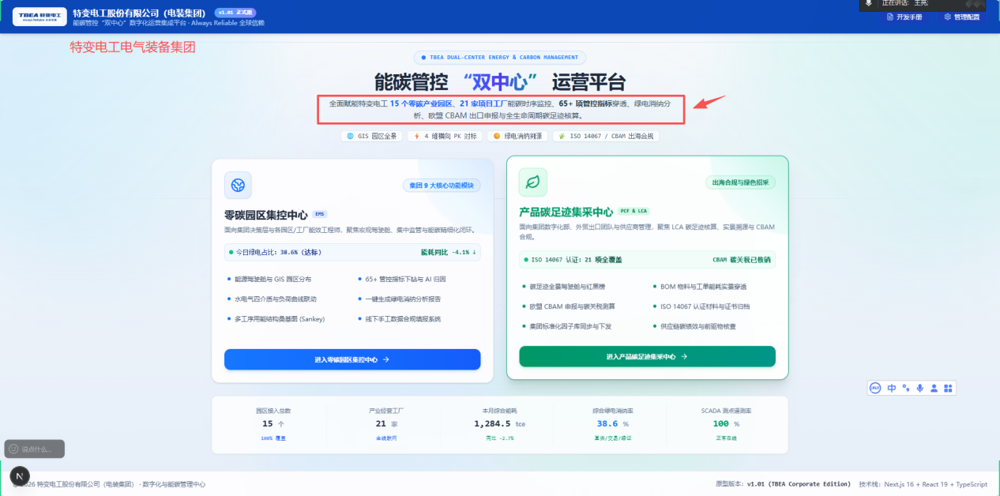 正在讲话: 王亮;
TBEA 特变电工
Always Reliable 全球信赖
特变电工股份有限公司（电装集团） v1.01 正式版
能碳管控“双中心”数字化运营集成平台 · Always Reliable 全球信赖
开发手册 管理配置
特变电工电气装备集团
TBEA DUAL-CENTER ENERGY & CARBON MANAGEMENT
能碳管控 “双中心” 运营平台
全面赋能特变电工 15 个零碳产业园区、21 家项目工厂能碳时序监控、65+ 项管控指标穿透、绿电消纳分
析、欧盟 CBAM 出口申报与全生命周期碳足迹核算。
GIS 园区全景 4 维横向 PK 对标 绿电消纳溯源 ISO 14067 / CBAM 出海合规
集团 9 大核心功能模块
零碳园区集控中心 EMS
面向集团决策层与各园区/工厂能效工程师，聚焦宏观驾驶舱、集中监管与能碳精细化闭环。
今日绿电占比: 38.6% (达标) 能耗同比 -4.1% ↓
能源驾驶舱与 GIS 园区分布
65+ 管控指标下钻与 AI 归因
水电气四介质与负荷曲线联动
一键生成绿电消纳分析报告
多工序用能结构桑基图 (Sankey)
线下手工数据合规填报系统
进入零碳园区集控中心 →
出海合规与绿色招采
产品碳足迹集采中心 PCF & LCA
面向集团数字化部、外贸出口团队与供应商管理，聚焦 LCA 碳足迹核算、实景溯源与 CBAM
合规。
ISO 14067 认证: 21 项全覆盖 CBAM 碳关税已核销
碳足迹全景驾驶舱与红黑榜
BOM 物料与工单能耗实景穿透
欧盟 CBAM 申报与碳关税测算
ISO 14067 认证材料与证书归档
集团标准化因子库同步与下发
供应链碳绩效与前驱物核查
进入产品碳足迹集采中心 →
园区接入总数 产业经营工厂 本月综合能耗 综合绿电消纳率 SCADA 测点遥测率
15 个 21 家 1,284.5 tce 38.6 % 100 %
100% 覆盖 全线联网 同比 -2.7% 直供/交易/绿证 正常在线
iFLY 中
说点什么...
N
2026 特变电工股份有限公司（电装集团）· 数字化与能碳管理中心
原型版本: v1.01 (TBEA Corporate Edition) 技术栈: Next.js 16 + React 19 + TypeScript